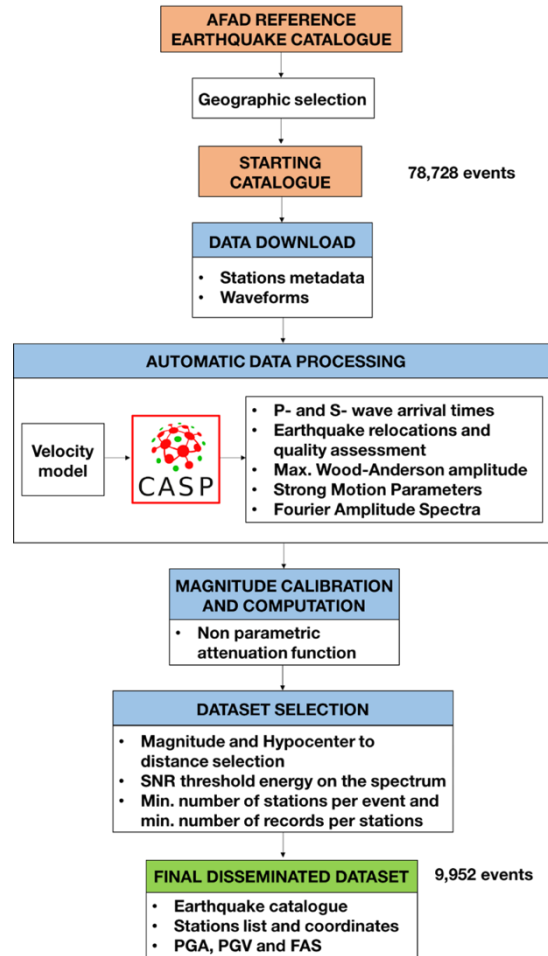 AFAD REFERENCE
EARTHQUAKE CATALOGUE
Geographic selection
STARTING
CATALOGUE
78,728 events
DATA DOWNLOAD
• Stations metadata
• Waveforms
AUTOMATIC DATA PROCESSING
Velocity
model
CASP
• P- and S- wave arrival times
• Earthquake relocations and
quality assessment
• Max. Wood-Anderson amplitude
• Strong Motion Parameters
• Fourier Amplitude Spectra
MAGNITUDE CALIBRATION
AND COMPUTATION
• Non parametric
attenuation function
DATASET SELECTION
• Magnitude and Hypocenter to
distance selection
• SNR threshold energy on the spectrum
• Min. number of stations per event and
min. number of records per stations
FINAL DISSEMINATED DATASET
9,952 events
• Earthquake catalogue
• Stations list and coordinates
• PGA, PGV and FAS